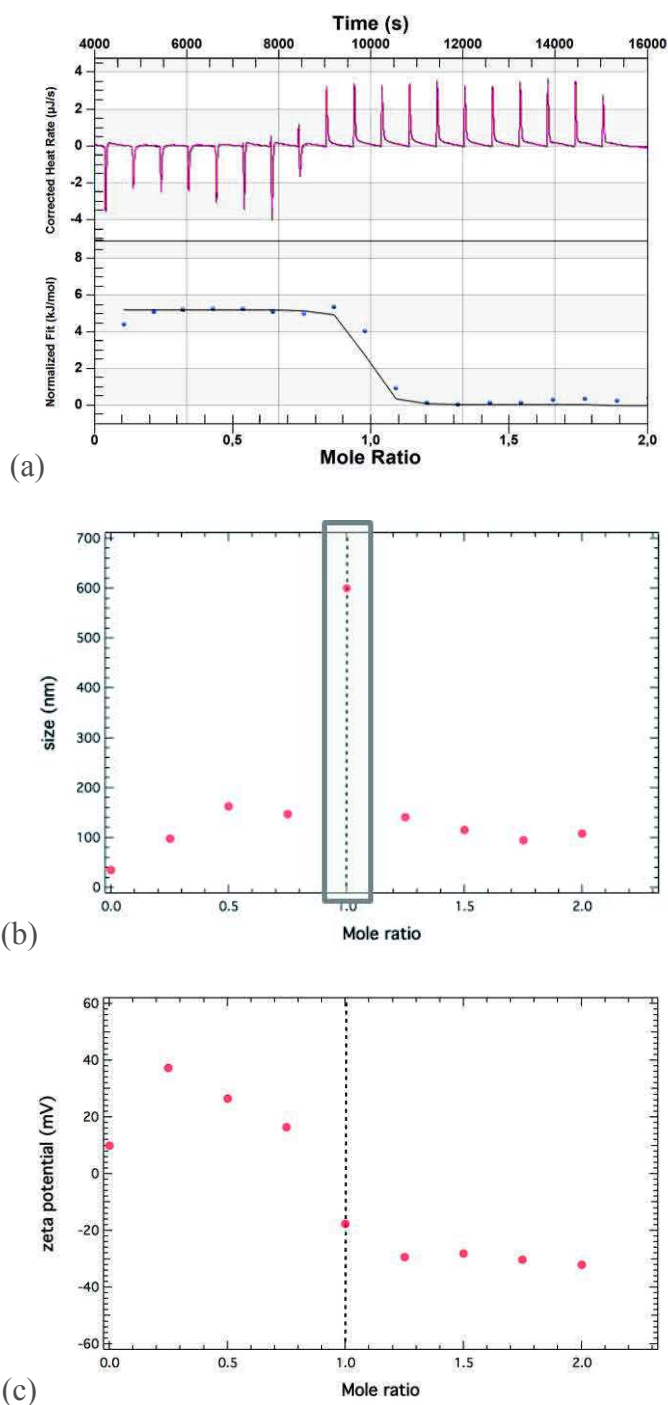 Time (s)
4000 6000 8000 10000 12000 14000 16000
Corrected Heat Rate (µJ/s)
4
2
0
-2
-4
Normalized Fit (kJ/mol)
8
6
4
2
0
0 0,5 1,0 1,5 2,0
Mole Ratio
(a)
size (nm)
700
600
500
400
300
200
100
0
0.0 0.5 1.0 1.5 2.0
Mole ratio
(b)
zeta potential (mV)
60
40
20
0
-20
-40
-60
0.0 0.5 1.0 1.5 2.0
Mole ratio
(c)